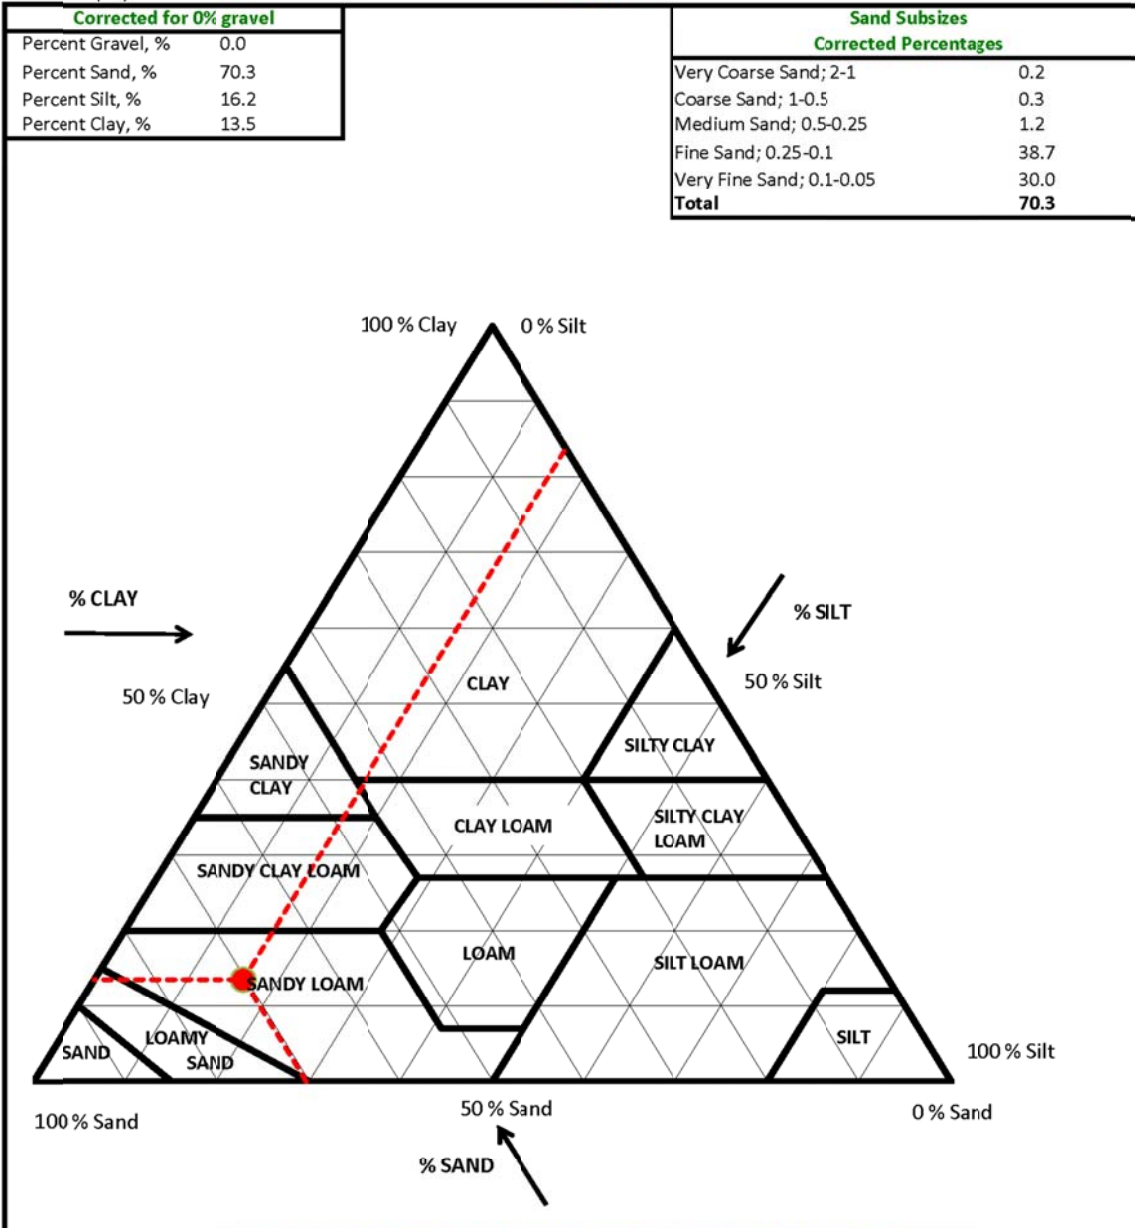 Corrected for 0% gravel
Percent Gravel, % 0.0
Percent Sand, % 70.3
Percent Silt, % 16.2
Percent Clay, % 13.5
Sand Subsizes
Corrected Percentages
Very Coarse Sand; 2-1 0.2
Coarse Sand; 1-0.5 0.3
Medium Sand; 0.5-0.25 1.2
Fine Sand; 0.25-0.1 38.7
Very Fine Sand; 0.1-0.05 30.0
Total 70.3
100 % Clay
0 % Silt
% CLAY
% SILT
50 % Clay
50 % Silt
CLAY
SILTY CLAY
SANDY
CLAY
CLAY LOAM
SILTY CLAY
LOAM
SANDY CLAY LOAM
LOAM
SILT LOAM
SANDY LOAM
SAND
LOAMY
SAND
SILT
100 % Silt
100 % Sand
50 % Sand
0 % Sand
% SAND